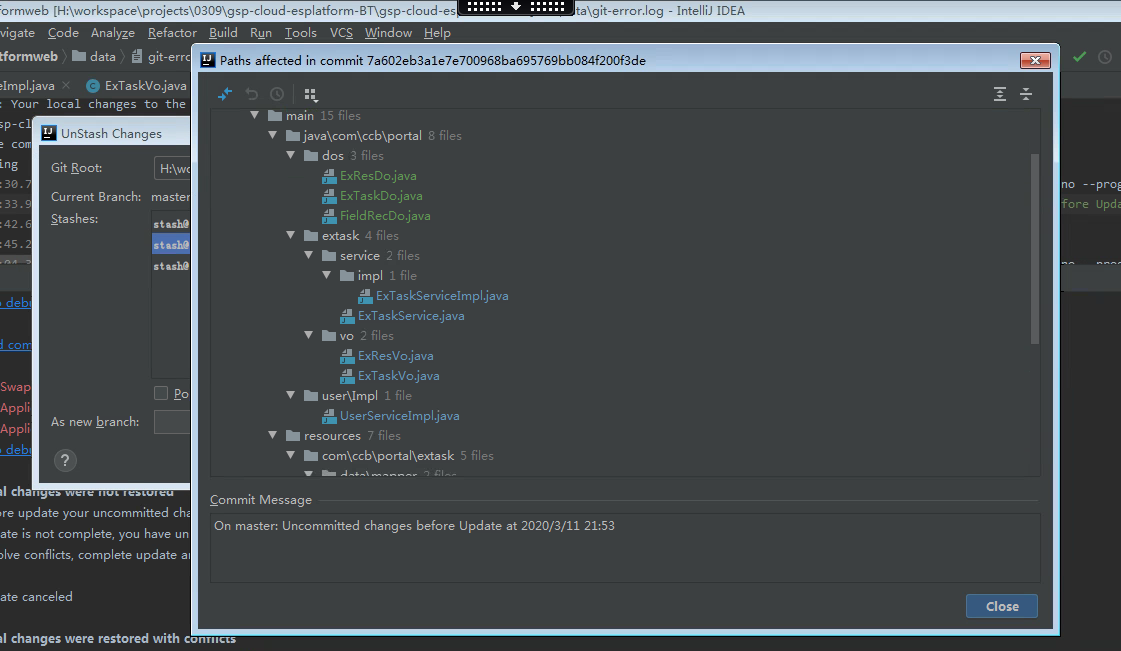 formweb [H:\workspace\projects\0309\gsp-cloud-esplatform-BT\gsp-cloud-es
ta\git-error.log - IntelliJ IDEA
vigate Code Analyze Refactor Build Run Tools VCS Window Help
tformweb data git-erro
eImpl.java ExTaskVo.java
: Your local changes to the
sp-cl
e com
ing
:30.7
:33.9
:42.6
:45.2
no --prog
fore Upda
debu
d com
Swap
Appli
Appli
debu
UnStash Changes
Git Root: H:\wo
Current Branch: master
Stashes:
stash@
stash@
stash@
Po
As new branch:
?
al changes were not restored
ore update your uncommitted cha
ate is not complete, you have un
olve conflicts, complete update a
ate canceled
al changes were restored with conflicts
Paths affected in commit 7a602eb3a1e7e700968ba695769bb084f200f3de
main 15 files
java\com\ccb\portal 8 files
dos 3 files
ExResDo.java
ExTaskDo.java
FieldRecDo.java
extask 4 files
service 2 files
impl 1 file
ExTaskServiceImpl.java
ExTaskService.java
vo 2 files
ExResVo.java
ExTaskVo.java
user\Impl 1 file
UserServiceImpl.java
resources 7 files
com\ccb\portal\extask 5 files
data\mapper 2 files
Commit Message
On master: Uncommitted changes before Update at 2020/3/11 21:53
Close